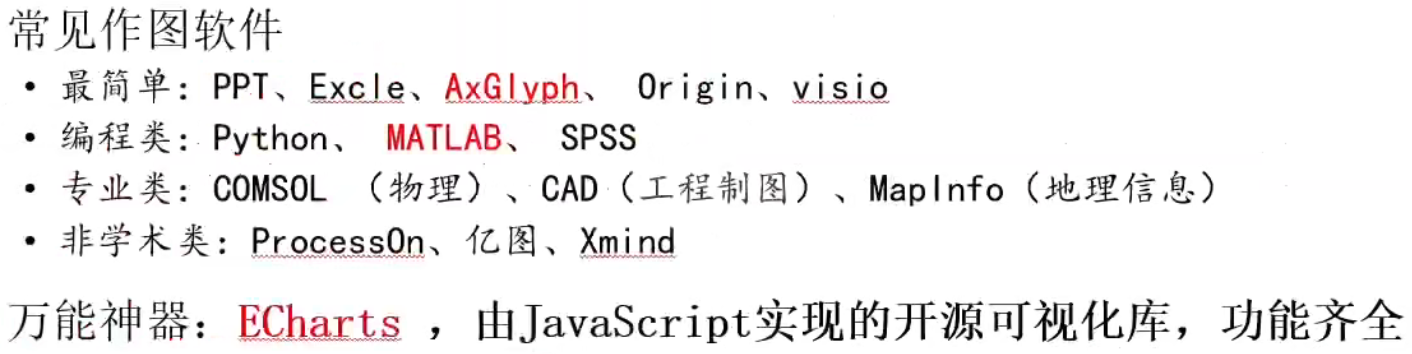 常见作图软件
• 最简单：PPT、Excle、AxGlyph、 Origin、visio
• 编程类：Python、 MATLAB、 SPSS
• 专业类：COMSOL （物理）、CAD（工程制图）、MapInfo（地理信息）
• 非学术类：ProcessOn、亿图、Xmind
万能神器：ECharts ，由JavaScript实现的开源可视化库，功能齐全